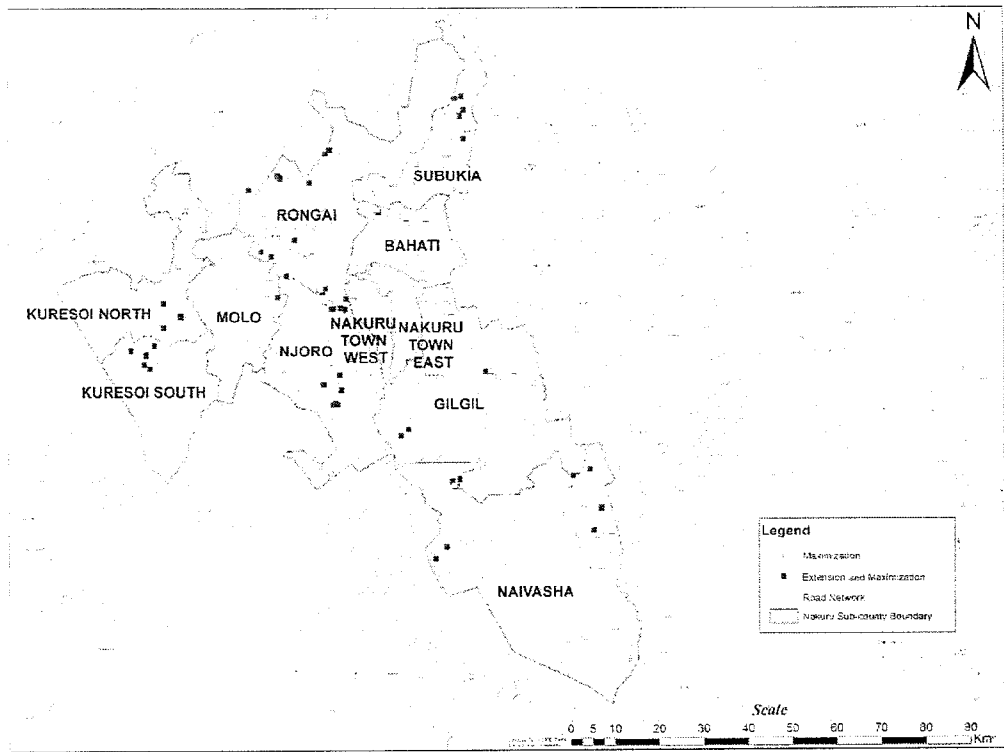 N
SUBUKIA
RONGAI
BAHATI
KURESOI NORTH
MOLO
NAKURU
TOWN
WEST
NAKURU
TOWN
EAST
NJORO
KURESOI SOUTH
GILGIL
NAIVASHA
Legend
Maximization
Extension and Maximization
Road Network
Nakuru Sub-county Boundary
Scale
0 5 10 20 30 40 50 60 70 80 90
Km